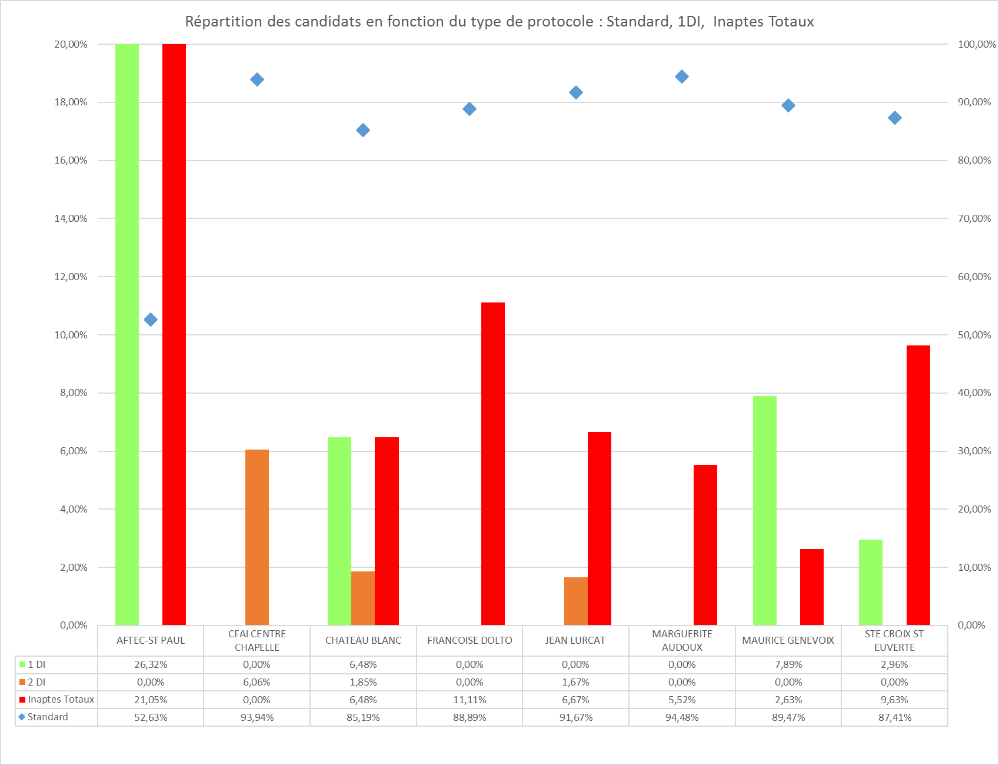 Répartition des candidats en fonction du type de protocole : Standard, 1DI,  Inaptes Totaux
20,00% 100,00%
18,00% 90,00%
16,00% 80,00%
14,00% 70,00%
12,00% 60,00%
10,00% 50,00%
8,00% 40,00%
6,00% 30,00%
4,00% 20,00%
2,00% 10,00%
0,00% 0,00%
AFTEC-ST PAUL
CFAI CENTRE
CHAPELLE
CHATEAU BLANC
FRANCOISE DOLTO
JEAN LURCAT
MARGUERITE
AUDOUX
MAURICE GENEVOIX
STE CROIX ST
EUVERTE
1 DI 26,32% 0,00% 6,48% 0,00% 0,00% 0,00% 7,89% 2,96%
2 DI 0,00% 6,06% 1,85% 0,00% 1,67% 0,00% 0,00% 0,00%
Inaptes Totaux 21,05% 0,00% 6,48% 11,11% 6,67% 5,52% 2,63% 9,63%
Standard 52,63% 93,94% 85,19% 88,89% 91,67% 94,48% 89,47% 87,41%